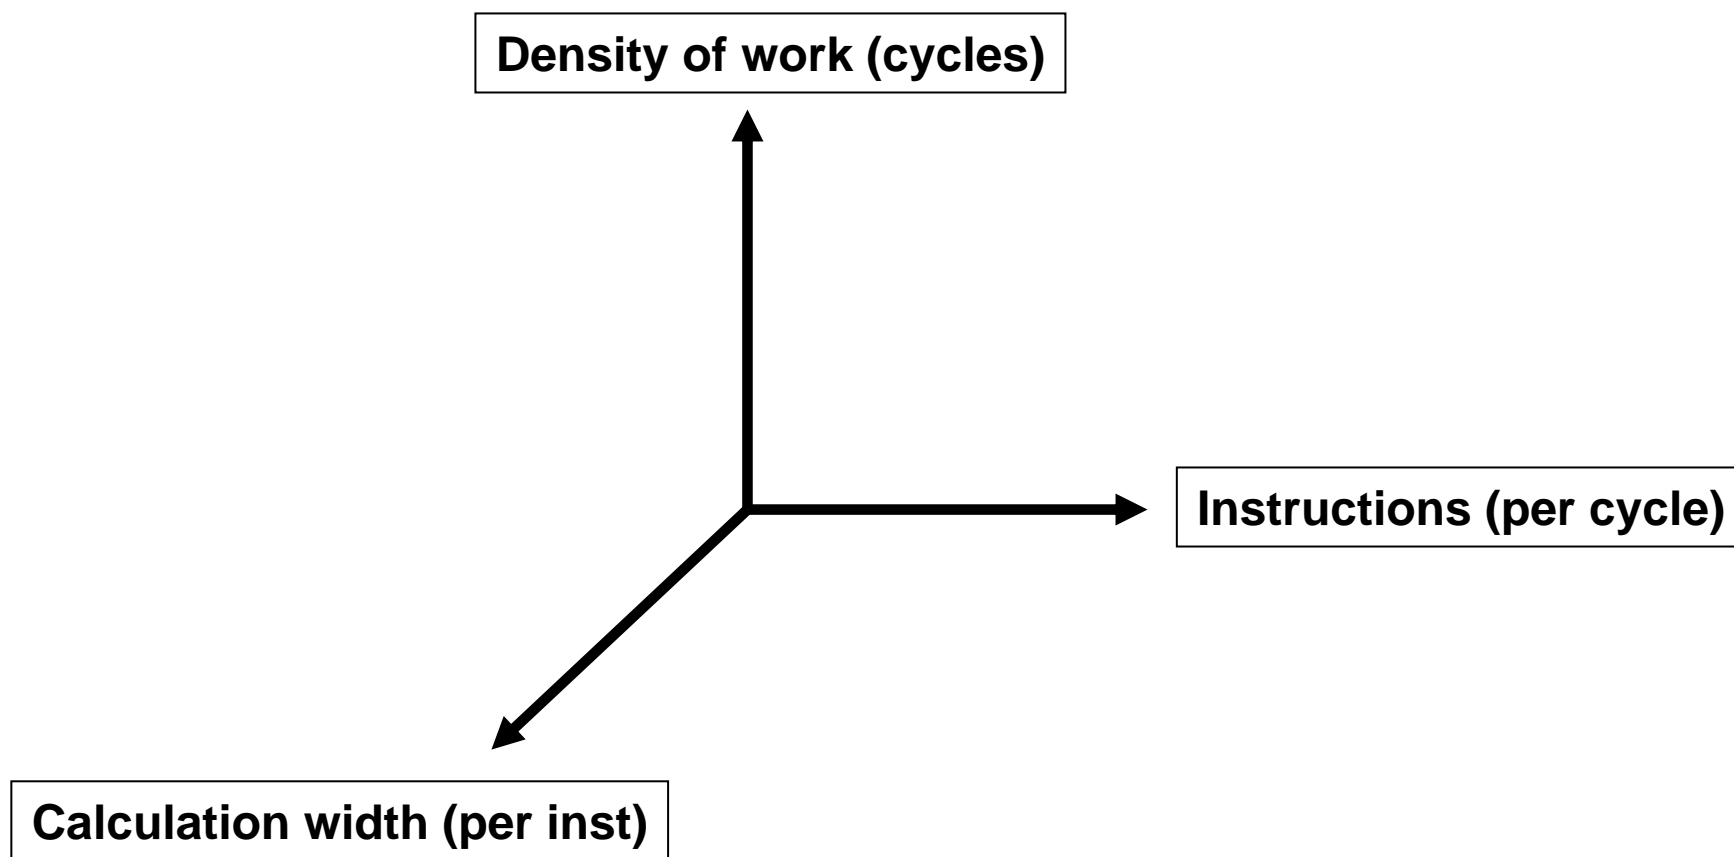 Density of work (cycles)
Instructions (per cycle)
Calculation width (per inst)